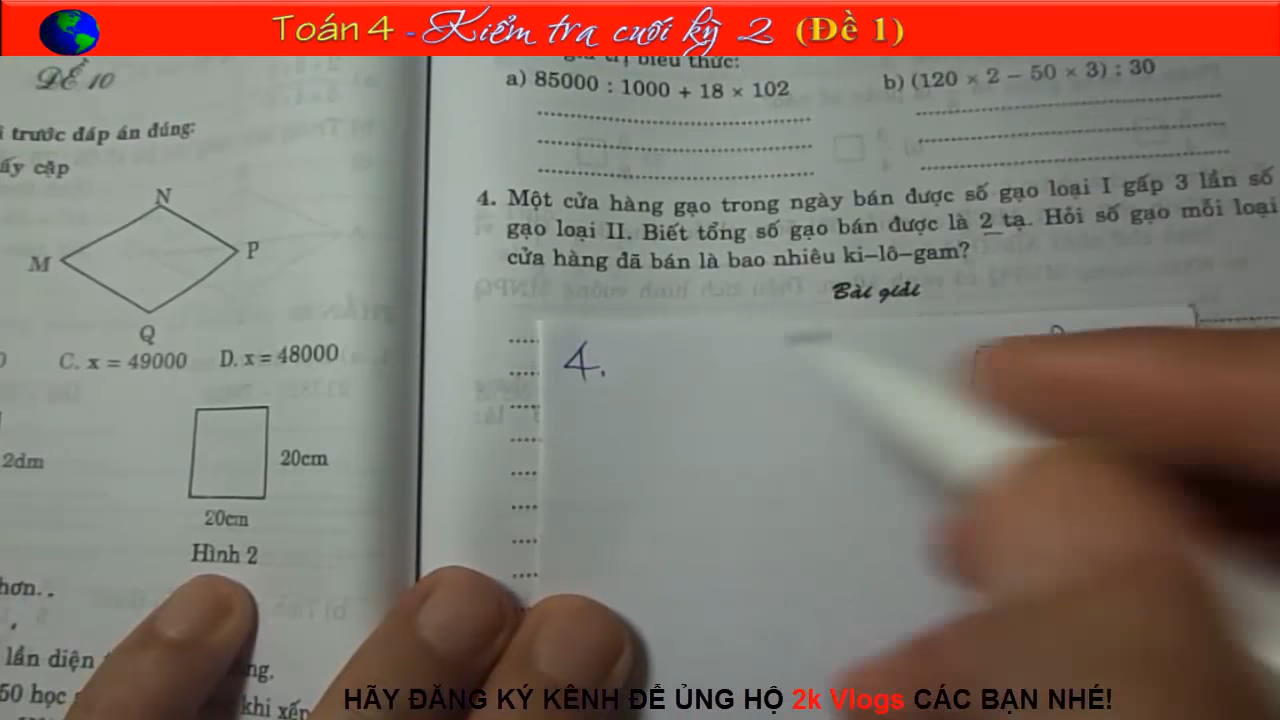 Toán 4 - Kiểm tra cuối kỳ 2 (Đề 1)
ĐỀ 10
trước đáp án đúng:
ấy cặp
N
M
P
Q
C. x = 49000 D. x = 48000
2dm
20cm
20cm
Hình 2
hơn. .
lần diện
ng.
50 học
khi xếp
trị biểu thức:
a) 85000 : 1000 + 18 × 102
b) (120 × 2 – 50 × 3) : 30
4. Một cửa hàng gạo trong ngày bán được số gạo loại I gấp 3 lần số
gạo loại II. Biết tổng số gạo bán được là 2 tạ. Hỏi số gạo mỗi loại
cửa hàng đã bán là bao nhiêu ki–lô–gam?
Bài giải
4.
HÃY ĐĂNG KÝ KÊNH ĐỂ ỦNG HỘ 2k Vlogs CÁC BẠN NHÉ!